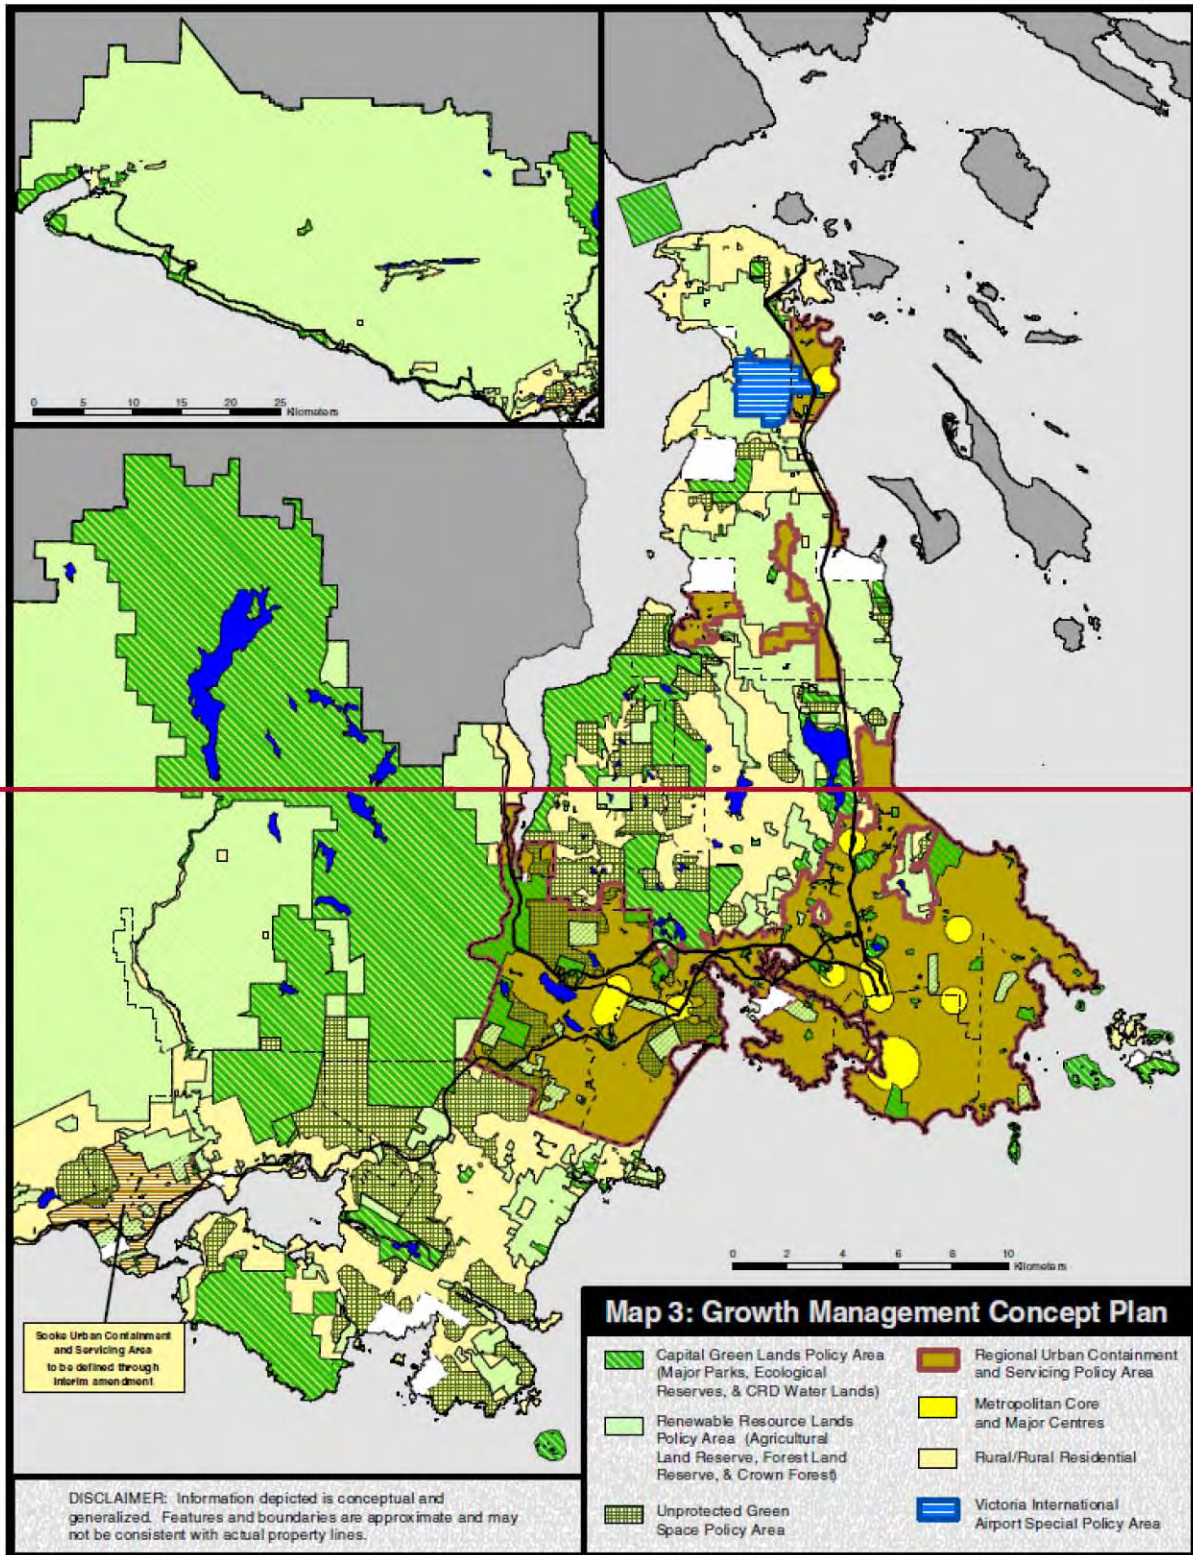 0 5 10 15 20 25
Kilometers
0 2 4 6 8 10
Kilometers
Sooke Urban Containment
and Servicing Area
to be defined through
interim amendment
Map 3: Growth Management Concept Plan
Capital Green Lands Policy Area
(Major Parks, Ecological
Reserves, & CRD Water Lands)
Renewable Resource Lands
Policy Area (Agricultural
Land Reserve, Forest Land
Reserve, & Crown Forest)
Unprotected Green
Space Policy Area
Regional Urban Containment
and Servicing Policy Area
Metropolitan Core
and Major Centres
Rural/Rural Residential
Victoria International
Airport Special Policy Area
DISCLAIMER: Information depicted is conceptual and
generalized. Features and boundaries are approximate and may
not be consistent with actual property lines.